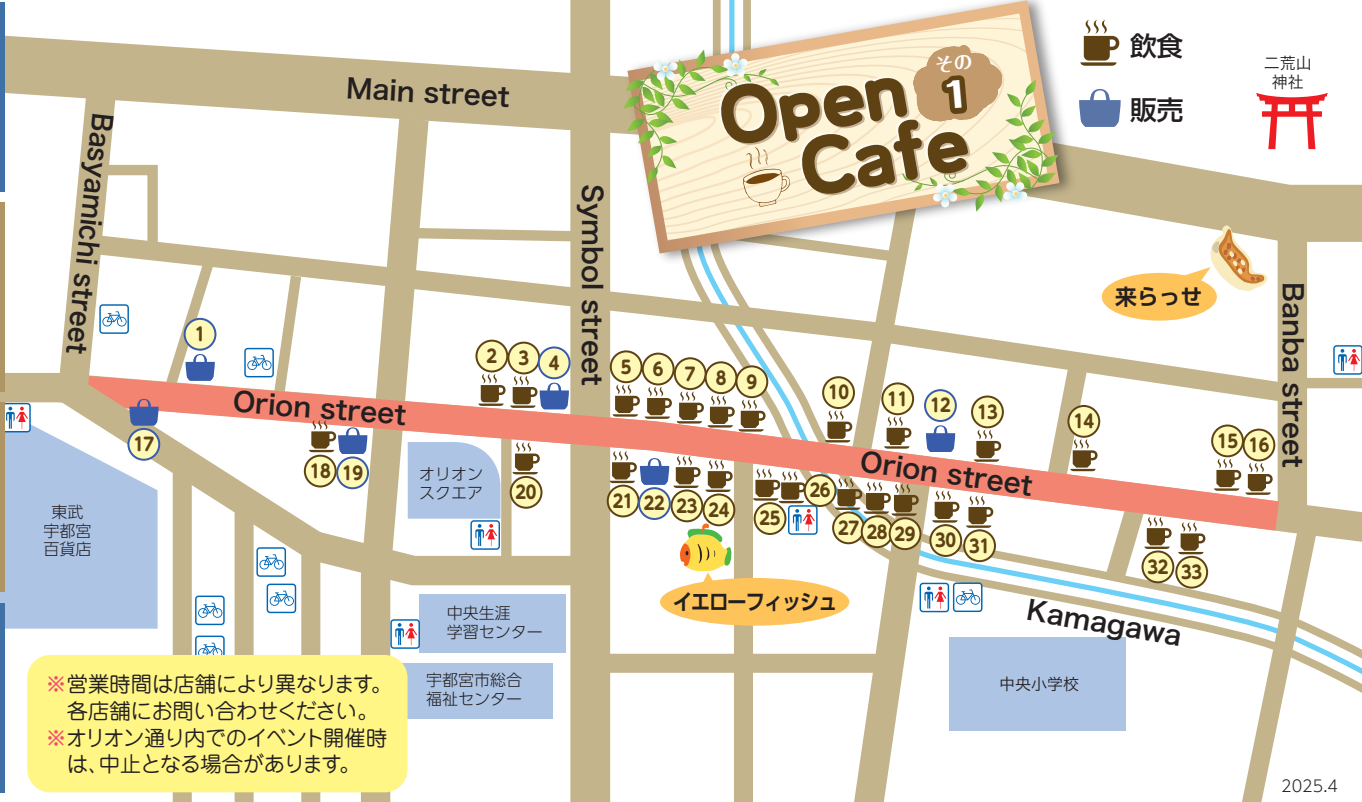 Main street
Open
Cafe
その
1
飲食
販売
二荒山
神社
Basyamichi street
Symbol street
Banba street
来らっせ
1
2
3
4
5
6
7
8
9
10
11
12
13
14
15
16
Orion street
Orion street
17
18
19
20
21
22
23
24
25
26
27
28
29
30
31
32
33
オリオン
スクエア
東武
宇都宮
百貨店
イエローフィッシュ
Kamagawa
中央生涯
学習センター
宇都宮市総合
福祉センター
中央小学校
※営業時間は店舗により異なります。
各店舗にお問い合わせください。
※オリオン通り内でのイベント開催時
は、中止となる場合があります。
2025.4